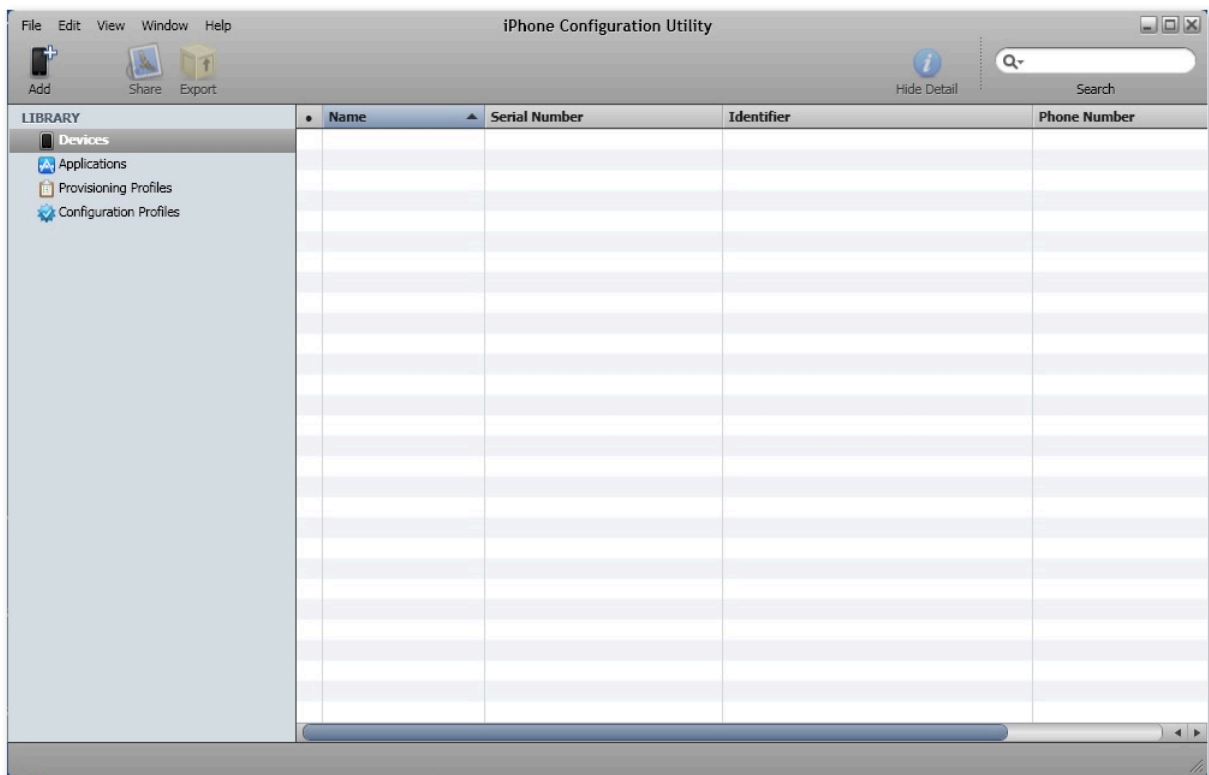 File Edit View Window Help iPhone Configuration Utility
Add Share Export Hide Detail Search
LIBRARY
Devices
Applications
Provisioning Profiles
Configuration Profiles
Name Serial Number Identifier Phone Number